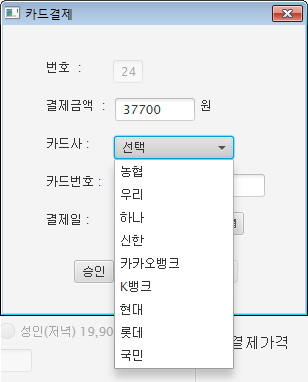 카드결제
번호 : 24
결제금액 : 37700 원
카드사 : 선택
농협
우리
카드번호 :
하나
결제일 :
신한
카카오뱅크
승인
K뱅크
현대
성인(저녁) 19,90
롯데
결제가격
국민